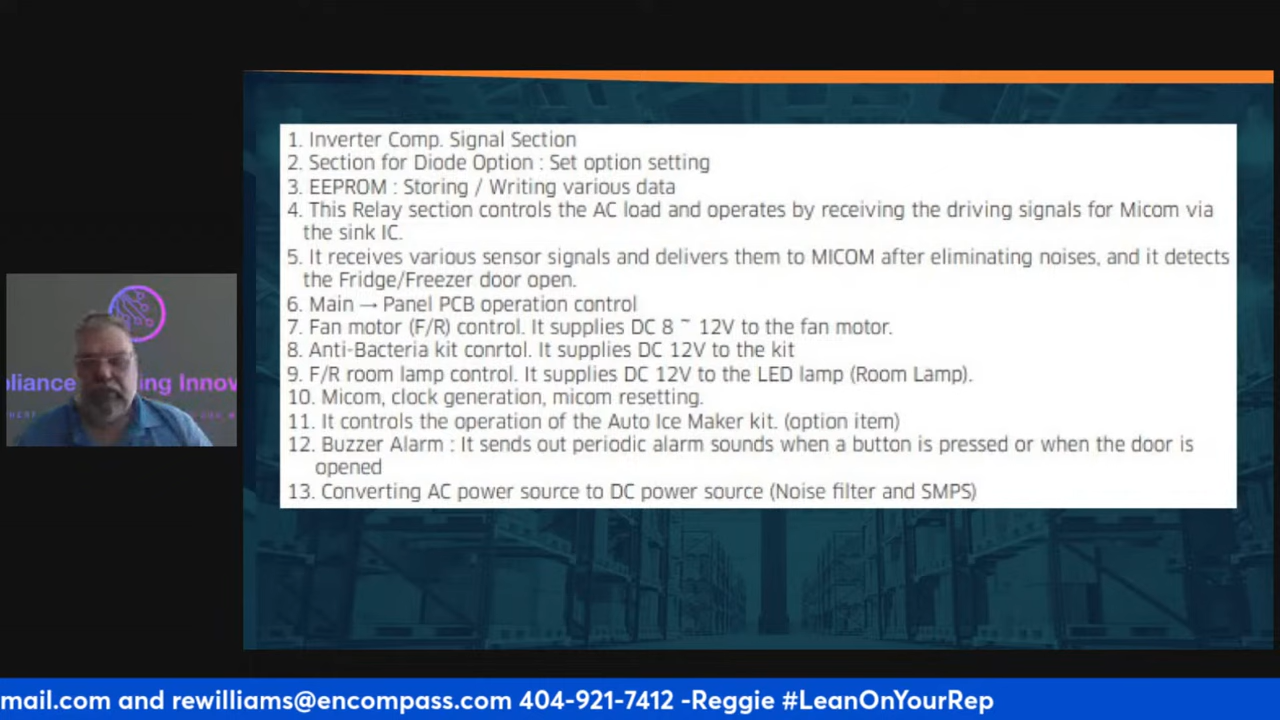 1. Inverter Comp. Signal Section
2. Section for Diode Option : Set option setting
3. EEPROM : Storing / Writing various data
4. This Relay section controls the AC load and operates by receiving the driving signals for Micom via
the sink IC.
5. It receives various sensor signals and delivers them to MICOM after eliminating noises, and it detects
the Fridge/Freezer door open.
6. Main → Panel PCB operation control
7. Fan motor (F/R) control. It supplies DC 8 ~ 12V to the fan motor.
8. Anti-Bacteria kit conrtol. It supplies DC 12V to the kit
9. F/R room lamp control. It supplies DC 12V to the LED lamp (Room Lamp).
10. Micom, clock generation, micom resetting.
11. It controls the operation of the Auto Ice Maker kit. (option item)
12. Buzzer Alarm : It sends out periodic alarm sounds when a button is pressed or when the door is
opened
13. Converting AC power source to DC power source (Noise filter and SMPS)
pliance ing Innov
mail.com and rewilliams@encompass.com 404-921-7412 -Reggie #LeanOnYourRep